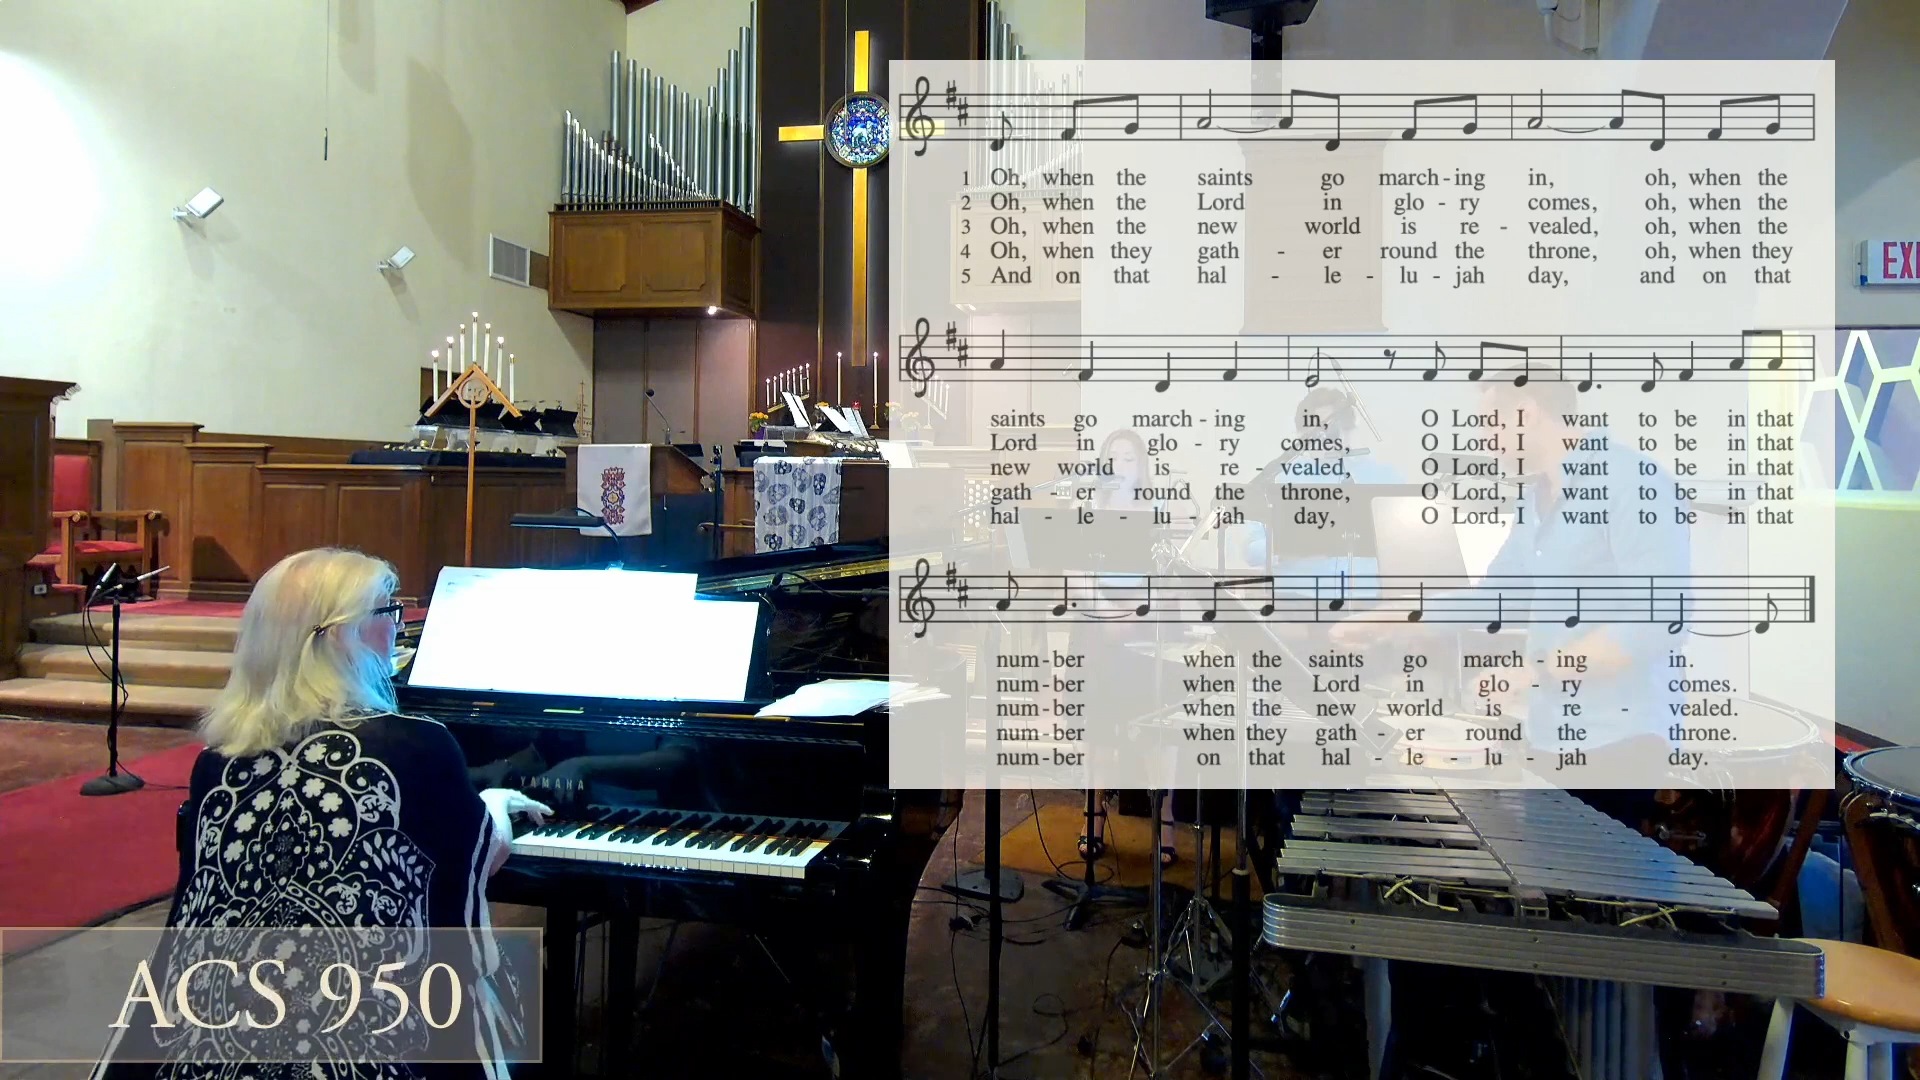 1 Oh, when the saints go march-ing in, oh, when the
2 Oh, when the Lord in glo - ry comes, oh, when the
3 Oh, when the new world is re - vealed, oh, when the
4 Oh, when they gath - er round the throne, oh, when they
5 And on that hal - le - lu - jah day, and on that
saints go march - ing in, O Lord, I want to be in that
Lord in glo - ry comes, O Lord, I want to be in that
new world is re - vealed, O Lord, I want to be in that
gath - er round the throne, O Lord, I want to be in that
hal - le - lu - jah day, O Lord, I want to be in that
num-ber when the saints go march - ing in.
num-ber when the Lord in glo - ry comes.
num-ber when the new world is re - vealed.
num-ber when they gath - er round the throne.
num-ber on that hal - le - lu - jah day.
YAMAHA
ACS 950